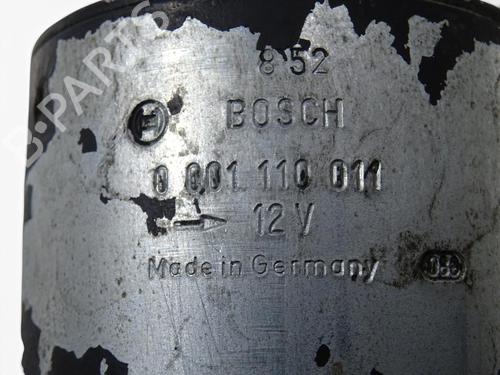 852
BOSCH
0 001 110 011
12 V
Made in Germany
B-PARTS